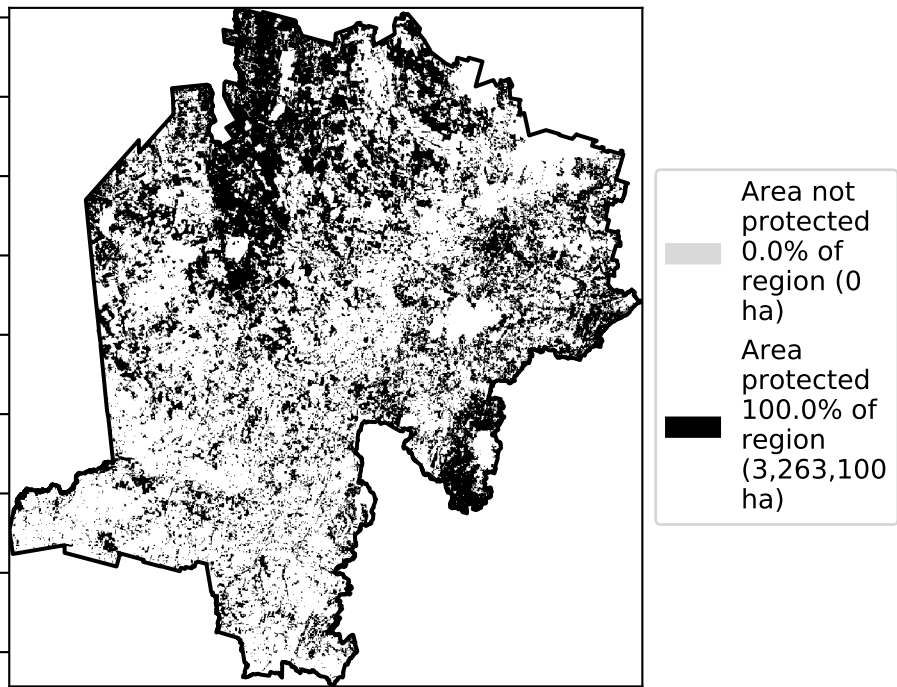 Area not
protected
0.0% of
region (0
ha)
Area
protected
100.0% of
region
(3,263,100
ha)